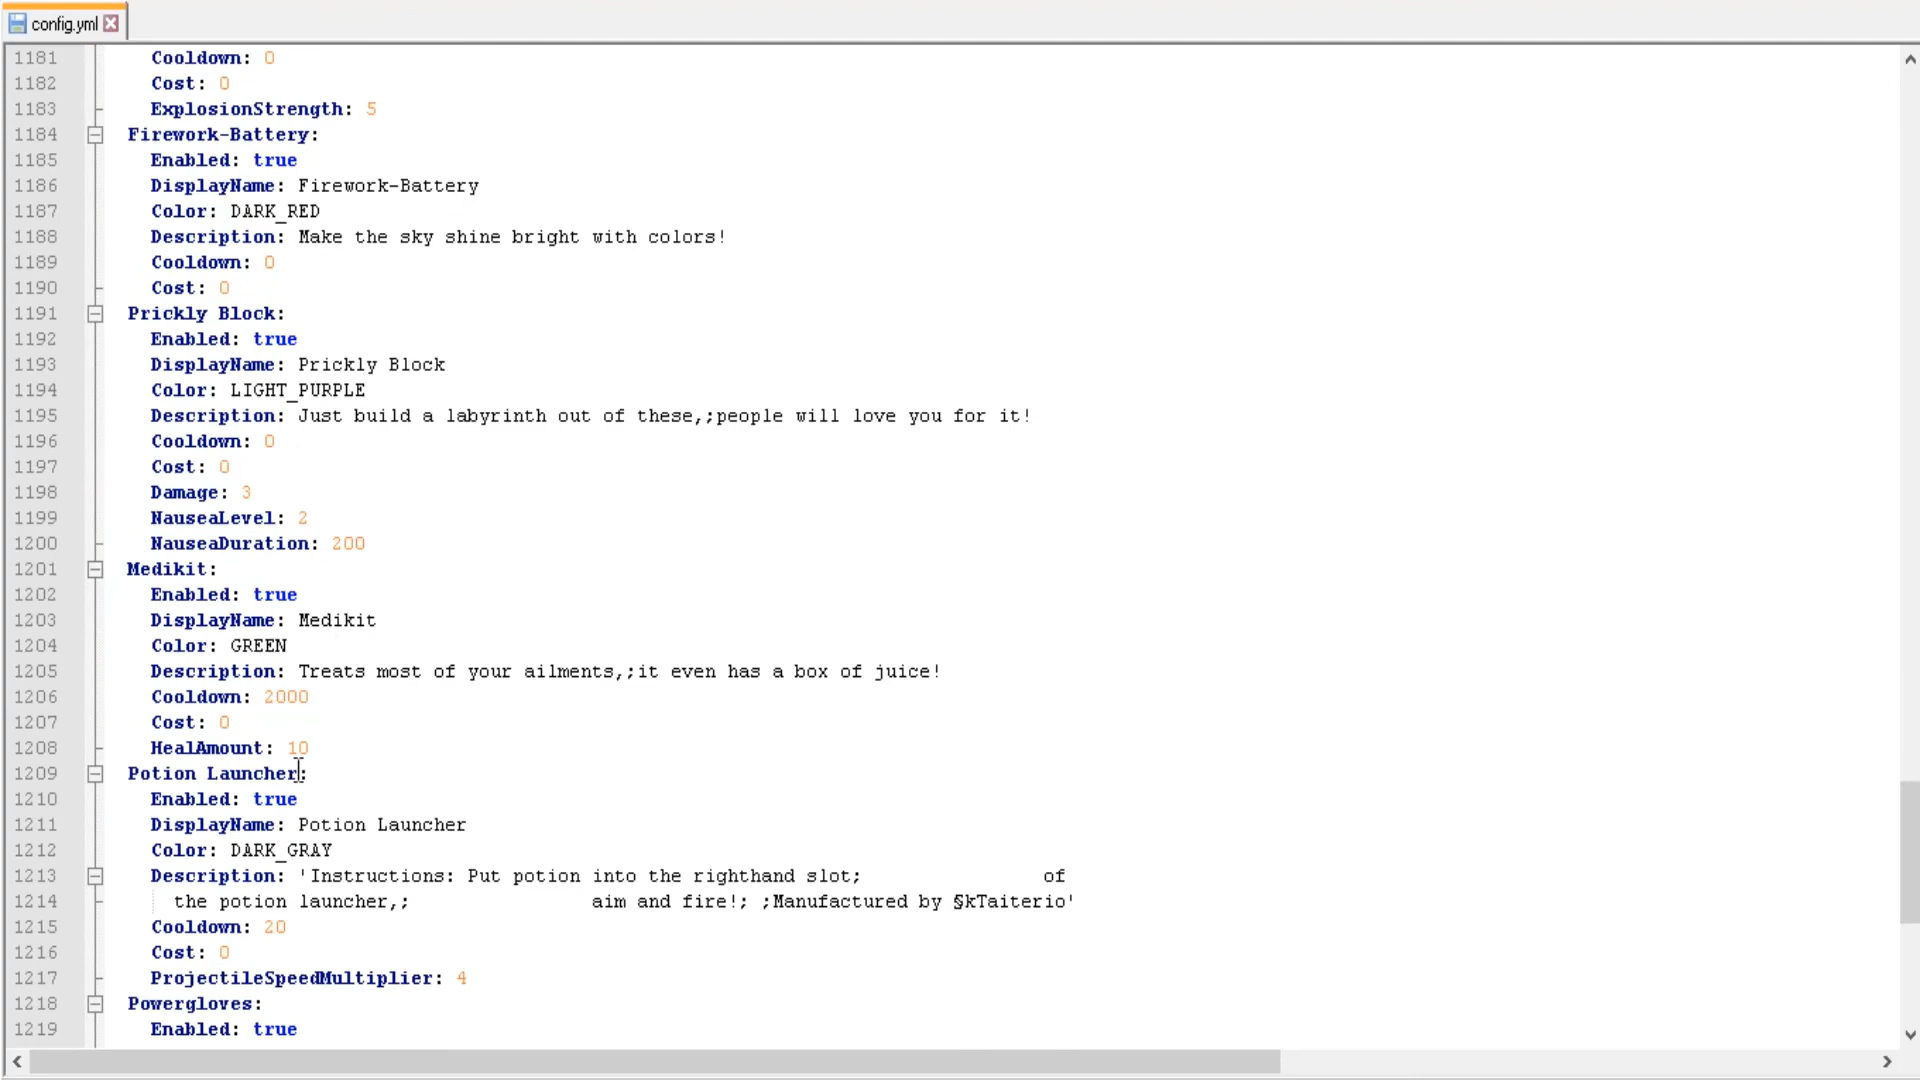 config.yml
1181 Cooldown: 0
1182 Cost: 0
1183 ExplosionStrength: 5
1184 Firework-Battery:
1185 Enabled: true
1186 DisplayName: Firework-Battery
1187 Color: DARK_RED
1188 Description: Make the sky shine bright with colors!
1189 Cooldown: 0
1190 Cost: 0
1191 Prickly Block:
1192 Enabled: true
1193 DisplayName: Prickly Block
1194 Color: LIGHT_PURPLE
1195 Description: Just build a labyrinth out of these,;people will love you for it!
1196 Cooldown: 0
1197 Cost: 0
1198 Damage: 3
1199 NauseaLevel: 2
1200 NauseaDuration: 200
1201 Medikit:
1202 Enabled: true
1203 DisplayName: Medikit
1204 Color: GREEN
1205 Description: Treats most of your ailments,;it even has a box of juice!
1206 Cooldown: 2000
1207 Cost: 0
1208 HealAmount: 10
1209 Potion Launcher:
1210 Enabled: true
1211 DisplayName: Potion Launcher
1212 Color: DARK_GRAY
1213 Description: 'Instructions: Put potion into the righthand slot; of
1214 the potion launcher,; aim and fire!; ;Manufactured by §kTaiterio'
1215 Cooldown: 20
1216 Cost: 0
1217 ProjectileSpeedMultiplier: 4
1218 Powergloves:
1219 Enabled: true